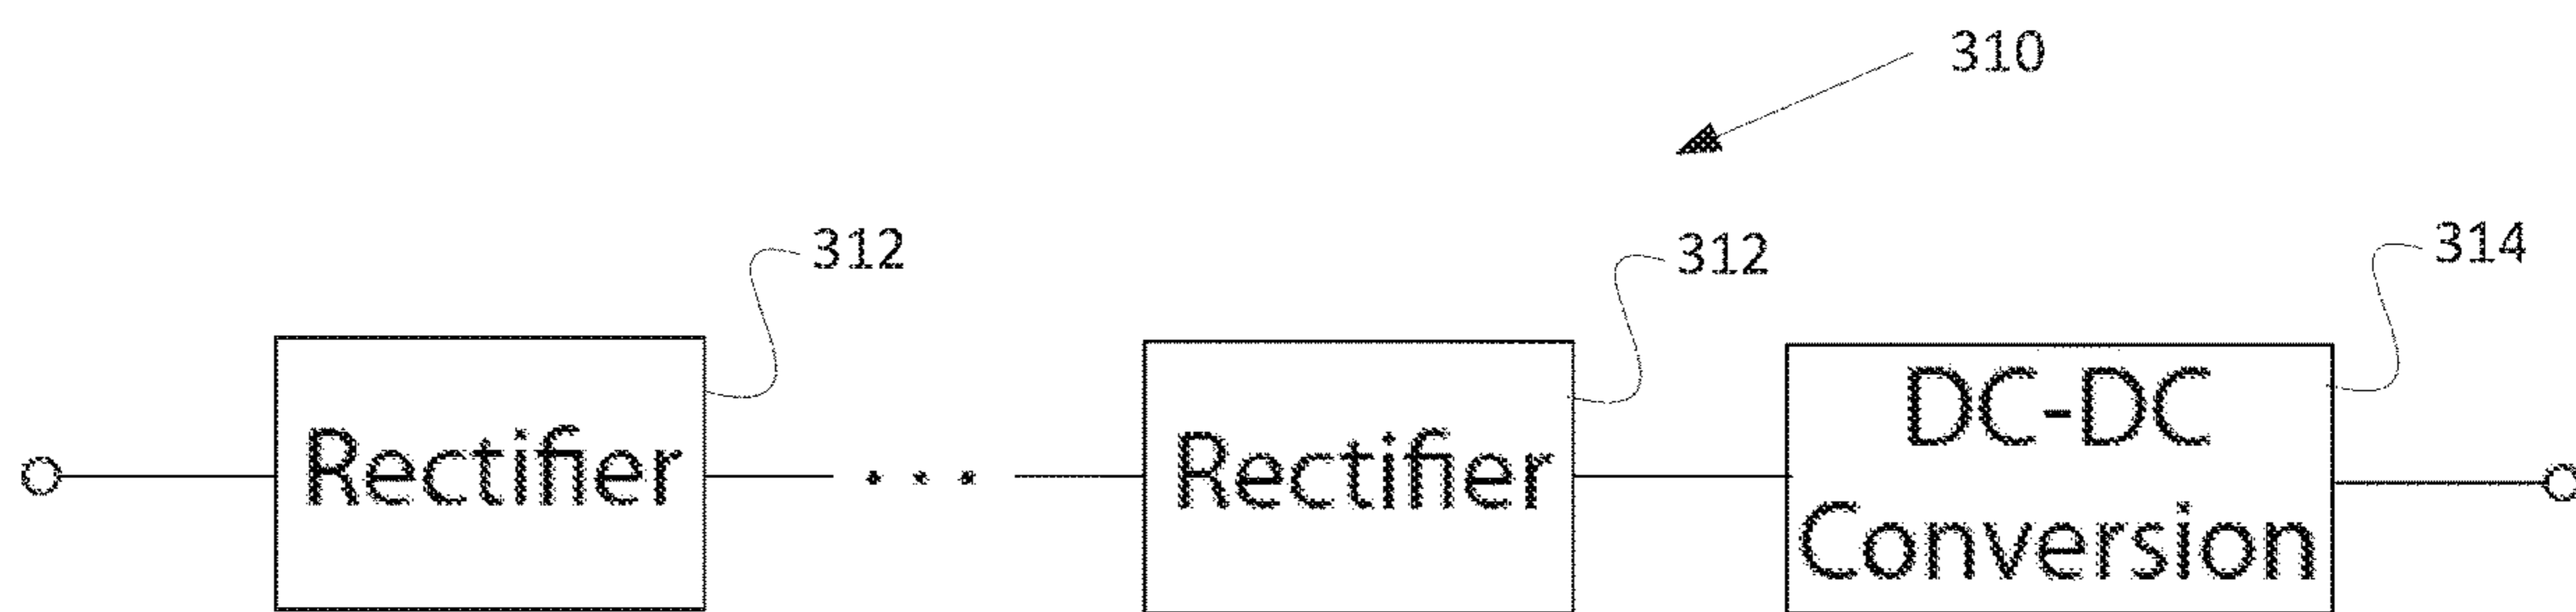 310
312
312
314
Rectifier
. . .
Rectifier
DC-DC
Conversion